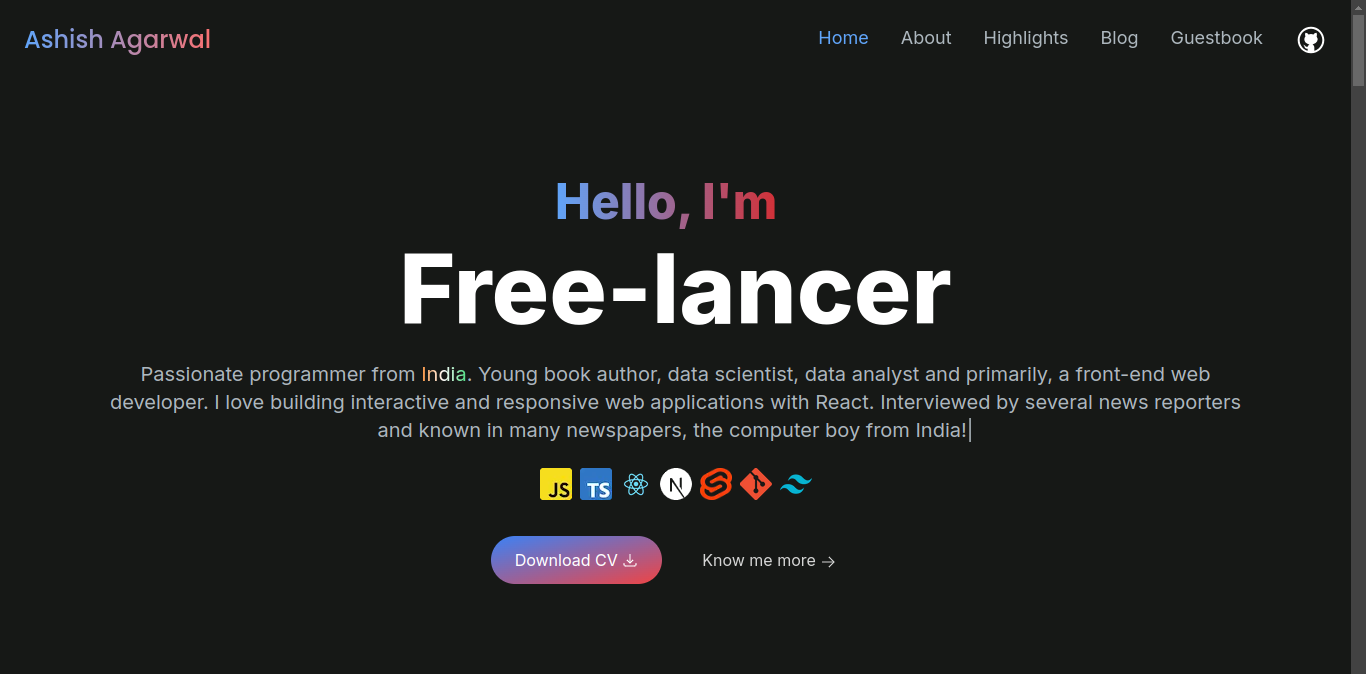 Ashish Agarwal
Home About Highlights Blog Guestbook
Hello, I'm
Free-lancer
Passionate programmer from India. Young book author, data scientist, data analyst and primarily, a front-end web
developer. I love building interactive and responsive web applications with React. Interviewed by several news reporters
and known in many newspapers, the computer boy from India!|
JS TS N
Download CV
Know me more →